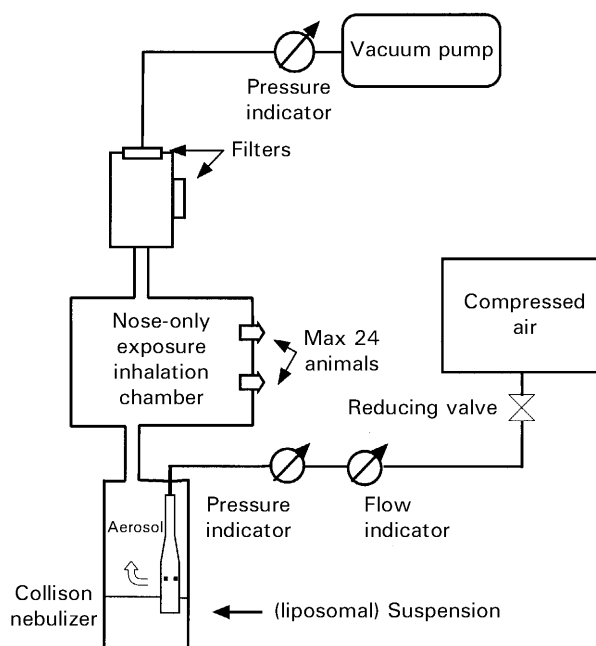 Vacuum pump
Pressure
indicator
Filters
Compressed
air
Nose-only
exposure
inhalation
chamber
Max 24
animals
Reducing valve
Pressure
indicator
Flow
indicator
Aerosol
Collison
nebulizer
(liposomal) Suspension